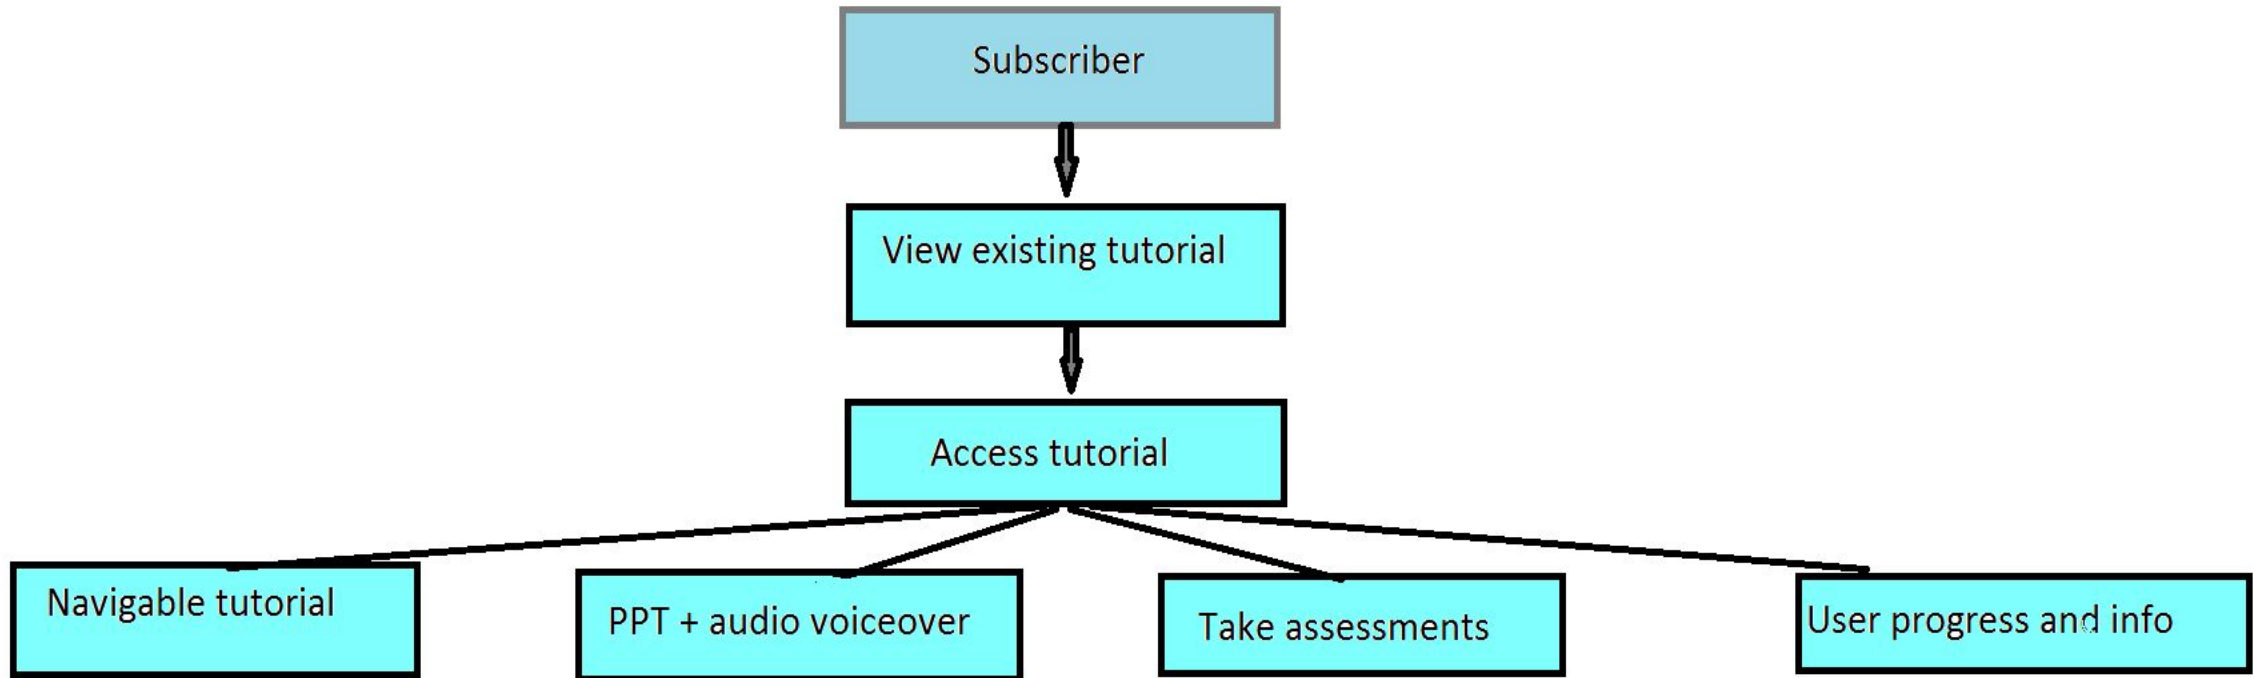 Subscriber
View existing tutorial
Access tutorial
Navigable tutorial
PPT + audio voiceover
Take assessments
User progress and info